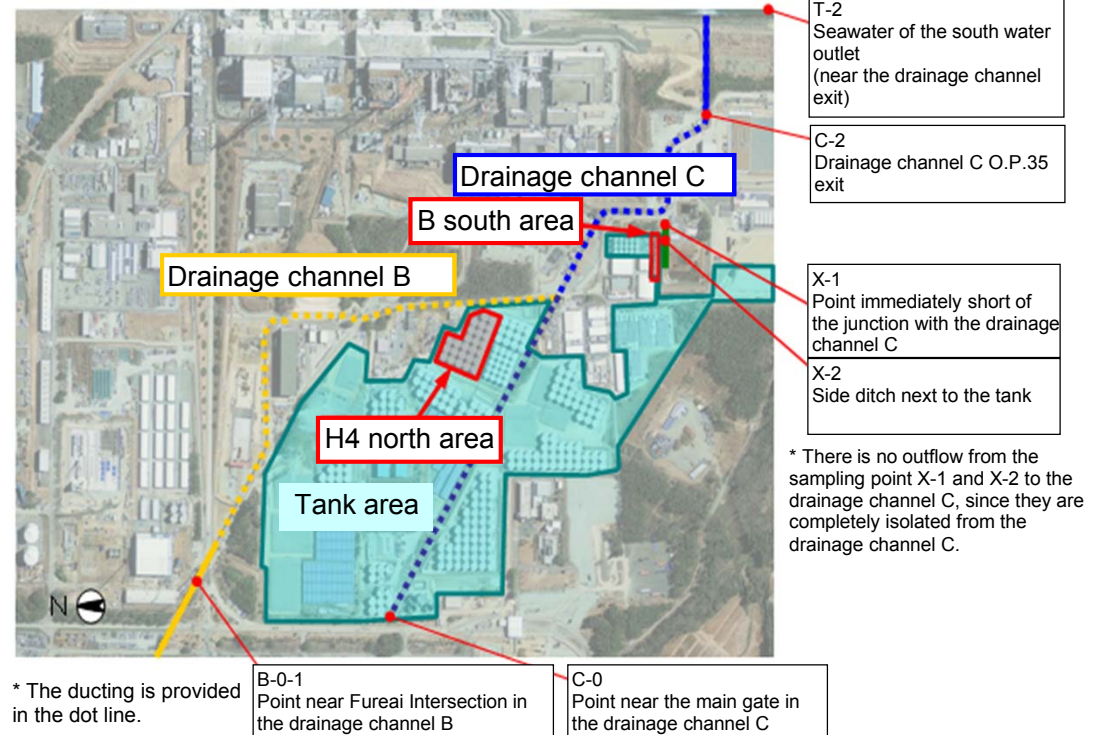 T-2
Seawater of the south water
outlet
(near the drainage channel
exit)
C-2
Drainage channel C O.P.35
exit
Drainage channel C
B south area
Drainage channel B
X-1
Point immediately short of
the junction with the drainage
channel C
X-2
Side ditch next to the tank
H4 north area
* There is no outflow from the
sampling point X-1 and X-2 to the
drainage channel C, since they are
completely isolated from the
drainage channel C.
Tank area
N
* The ducting is provided
in the dot line.
B-0-1
Point near Fureai Intersection in
the drainage channel B
C-0
Point near the main gate in
the drainage channel C